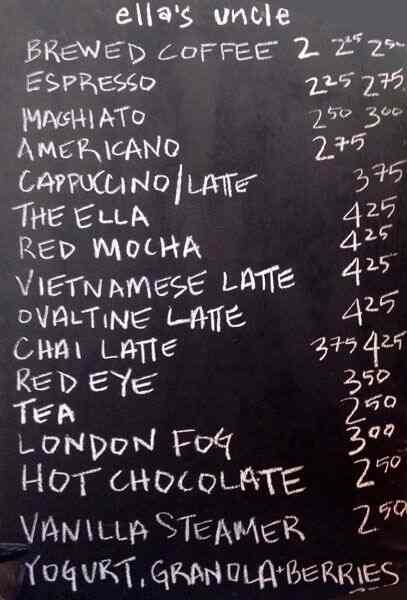 ella's uncle
BREWED COFFEE 2 2 25 2 50
ESPRESSO 2 25 2 75
MACHIATO 2 50 3 00
AMERICANO 2 75
CAPPUCCINO/LATTE 3 75
THE ELLA 4 25
RED MOCHA 4 25
VIETNAMESE LATTE 4 25
OVALTINE LATTE 4 25
CHAI LATTE 3 75 4 25
RED EYE 3 50
TEA 2 50
LONDON FOG 3 00
HOT CHOCOLATE 2 50
VANILLA STEAMER 2 50
YOGURT, GRANOLA+BERRIES